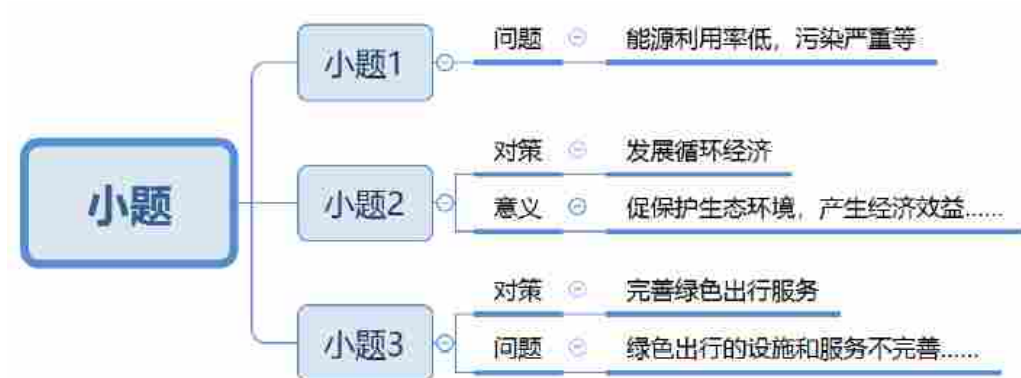 小题
小题1
问题
能源利用率低，污染严重等
小题2
对策
发展循环经济
意义
促保护生态环境，产生经济效益......
小题3
对策
完善绿色出行服务
问题
绿色出行的设施和服务不完善......